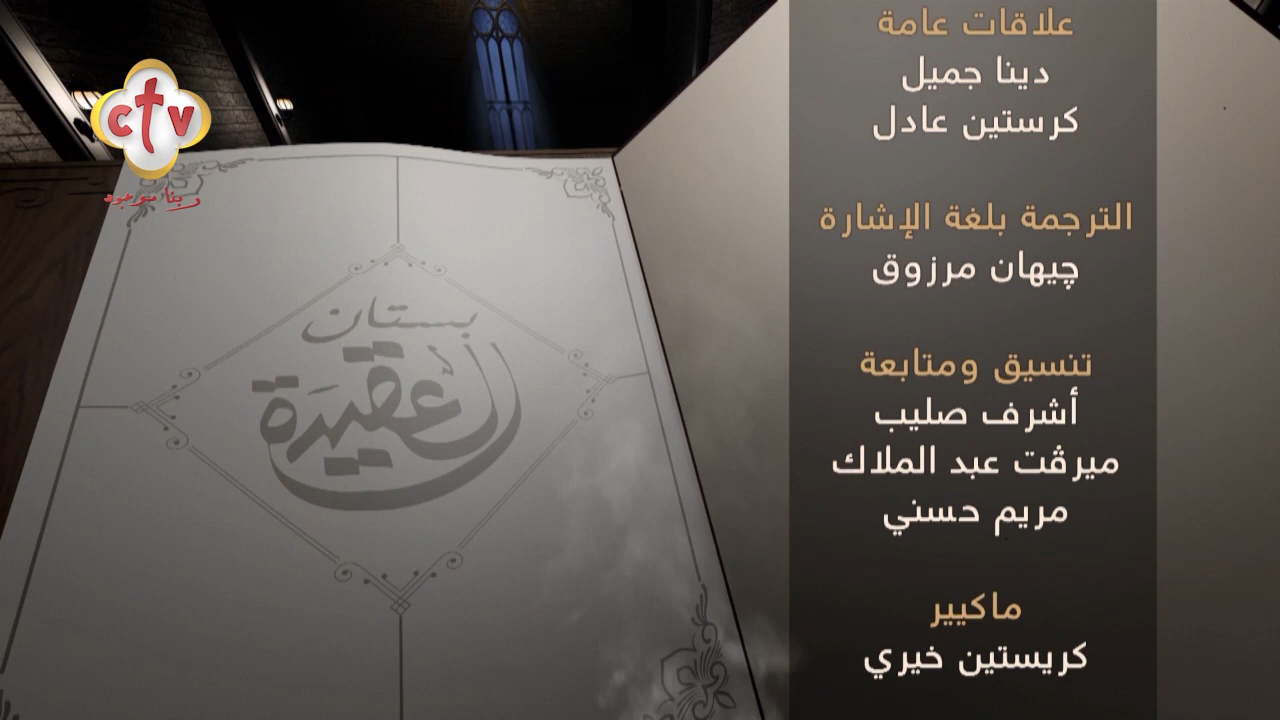 علاقات عامة
دينا جميل
كرستين عادل
الترجمة بلغة الإشارة
چيهان مرزوق
تنسيق ومتابعة
أشرف صليب
ميرڤت عبد الملاك
مريم حسني
ماكيير
كريستين خيري
ctv
ربنا موجود
بستان
العقيدة